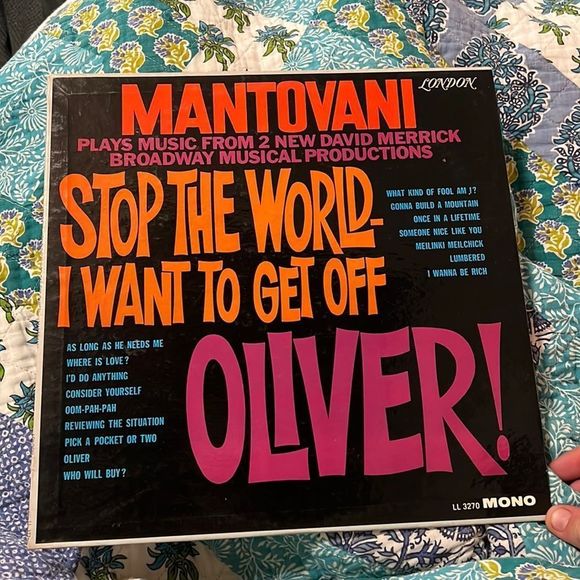 MANTOVANI
LONDON
PLAYS MUSIC FROM 2 NEW DAVID MERRICK
BROADWAY MUSICAL PRODUCTIONS
STOP THE WORLD-
I WANT TO GET OFF
WHAT KIND OF FOOL AM I?
GONNA BUILD A MOUNTAIN
ONCE IN A LIFETIME
SOMEONE NICE LIKE YOU
MEILINKI MEILCHICK
LUMBERED
I WANNA BE RICH
AS LONG AS HE NEEDS ME
WHERE IS LOVE?
I'D DO ANYTHING
CONSIDER YOURSELF
OOM-PAH-PAH
REVIEWING THE SITUATION
PICK A POCKET OR TWO
OLIVER
WHO WILL BUY?
OLIVER!
LL 3270 MONO